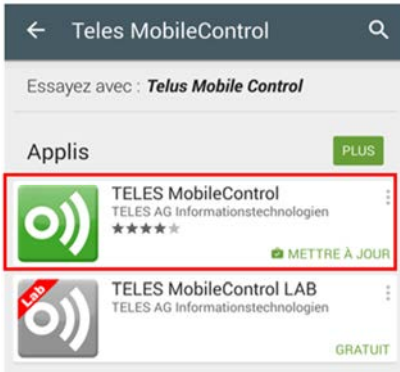 Teles MobileControl
Essayez avec : Telus Mobile Control
Applis
PLUS
TELES MobileControl
TELES AG Informationstechnologien
METTRE À JOUR
Lab
TELES MobileControl LAB
TELES AG Informationstechnologien
GRATUIT